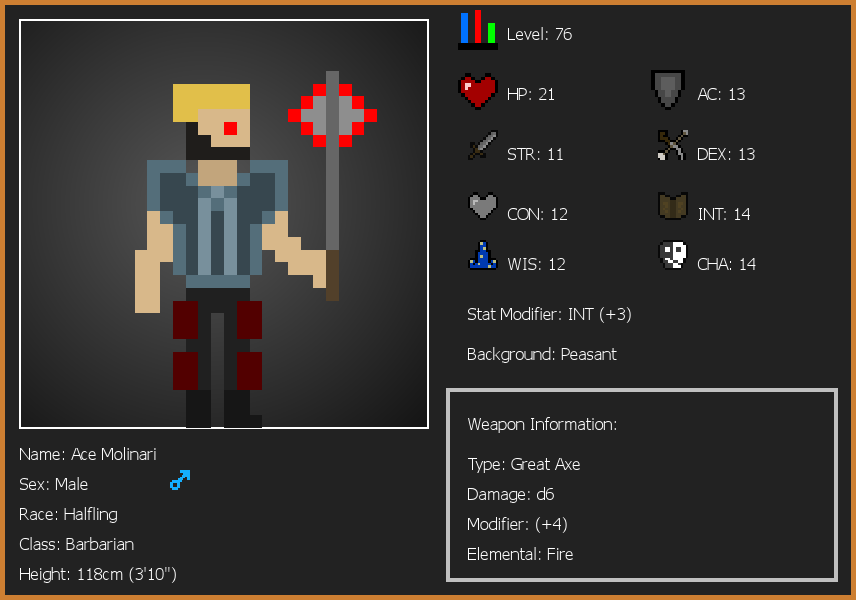 Level: 76
HP: 21
AC: 13
STR: 11
DEX: 13
CON: 12
INT: 14
WIS: 12
CHA: 14
Stat Modifier: INT (+3)
Background: Peasant
Weapon Information:
Type: Great Axe
Damage: d6
Modifier: (+4)
Elemental: Fire
Name: Ace Molinari
Sex: Male
Race: Halfling
Class: Barbarian
Height: 118cm (3'10")